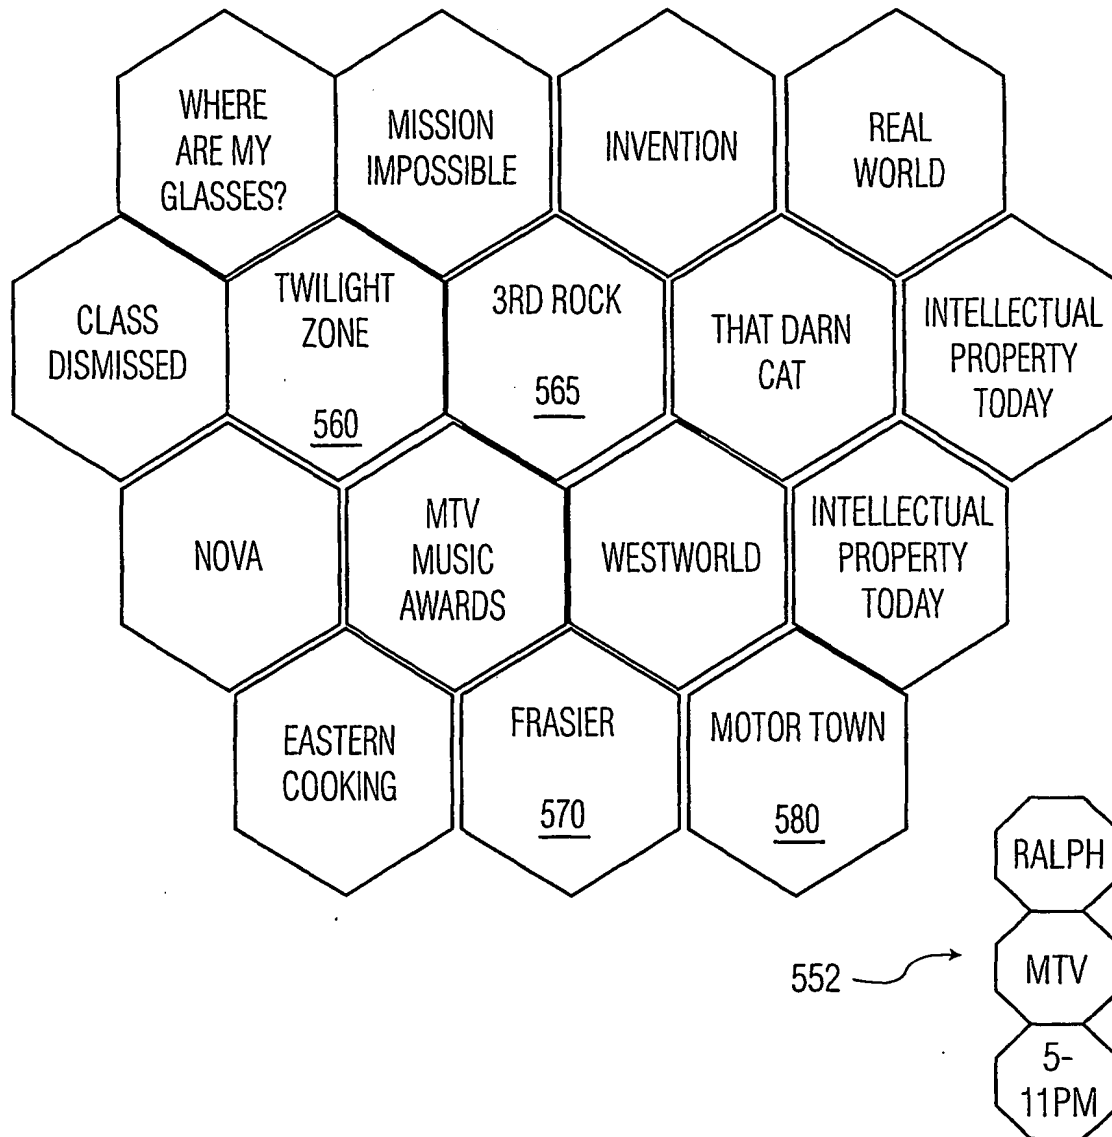 WHERE
ARE MY
GLASSES?
MISSION
IMPOSSIBLE
INVENTION
REAL
WORLD
CLASS
DISMISSED
TWILIGHT
ZONE
560
3RD ROCK
565
THAT DARN
CAT
INTELLECTUAL
PROPERTY
TODAY
NOVA
MTV
MUSIC
AWARDS
WESTWORLD
INTELLECTUAL
PROPERTY
TODAY
EASTERN
COOKING
FRASIER
570
MOTOR TOWN
580
RALPH
552
MTV
5-
11PM